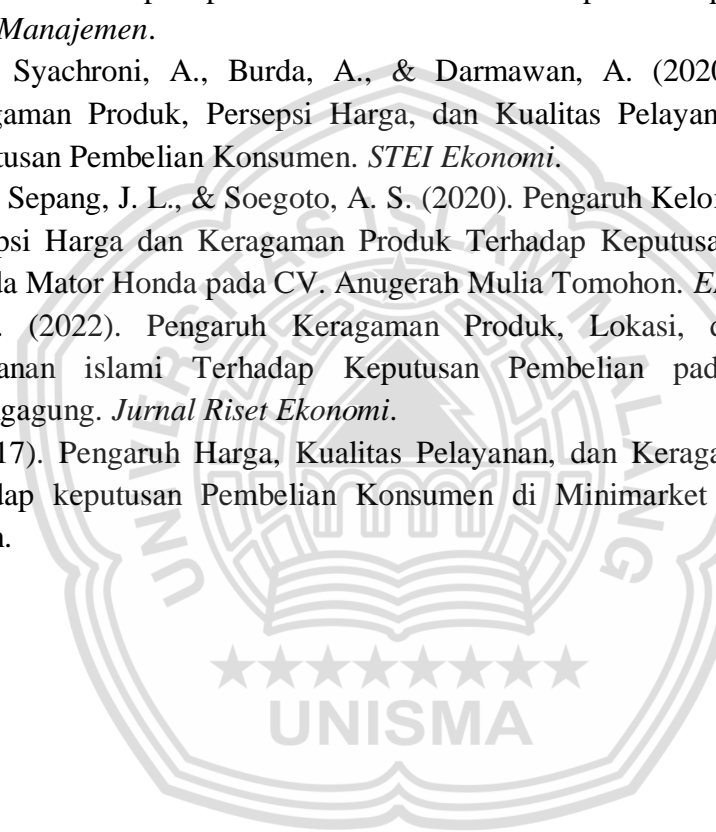 Manajemen.
Syachroni, A., Burda, A., & Darmawan, A. (2020
gaman Produk, Persepsi Harga, dan Kualitas Pelayan
tusan Pembelian Konsumen. STEI Ekonomi.
Sepang, J. L., & Soegoto, A. S. (2020). Pengaruh Kelo
psi Harga dan Keragaman Produk Terhadap Keputusa
da Mator Honda pada CV. Anugerah Mulia Tomohon. E
. (2022). Pengaruh Keragaman Produk, Lokasi, d
anan islami Terhadap Keputusan Pembelian pad
gagung. Jurnal Riset Ekonomi.
17). Pengaruh Harga, Kualitas Pelayanan, dan Keraga
dap keputusan Pembelian Konsumen di Minimarket
.
UNIVERSITAS ISLAM MALANG
UNISMA